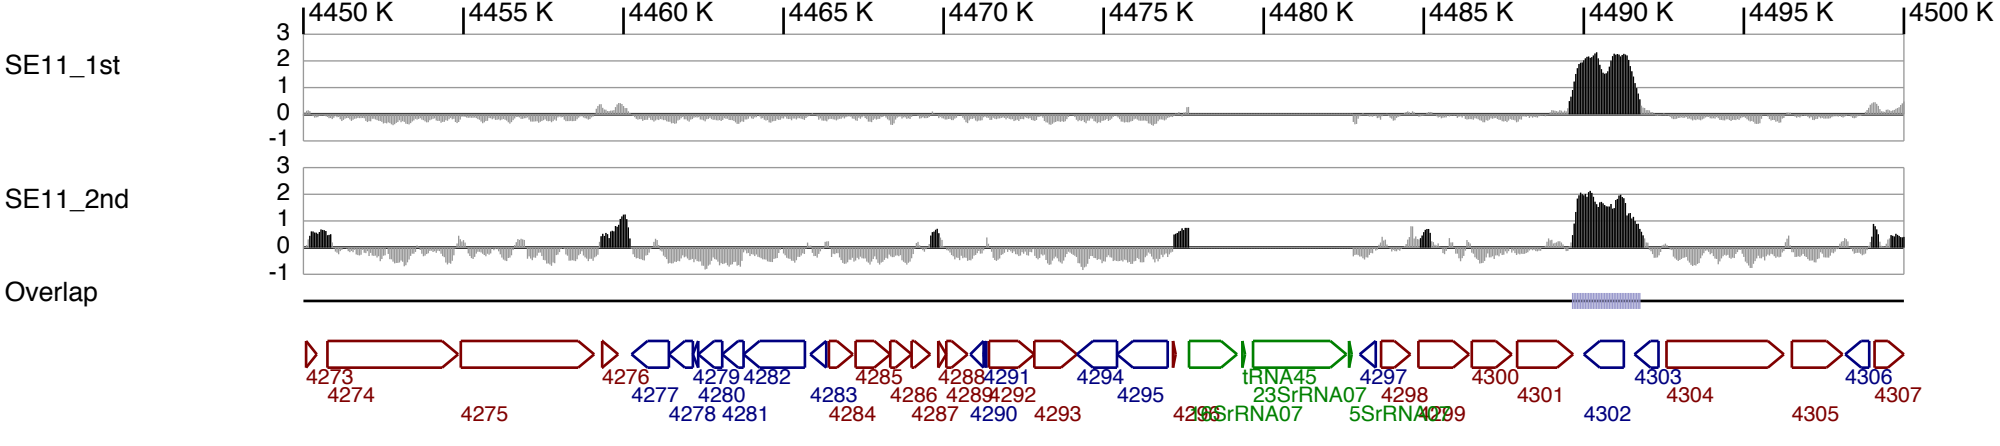 4450 K 4455 K 4460 K 4465 K 4470 K 4475 K 4480 K 4485 K 4490 K 4495 K 4500 K
3
2
SE11_1st
1
0
-1
3
2
SE11_2nd
1
0
-1
Overlap
4273 4276 4279 4282 4285 4288 4291 4294 tRNA45 4297 4300 4303 4306
4274 4277 4280 4283 4286 4289 4292 4295 23SrRNA07 4298 4301 4304 4307
4275 4278 4281 4284 4287 4290 4293 4296 16SrRNA07 5SrRNA07 4299 4302 4305